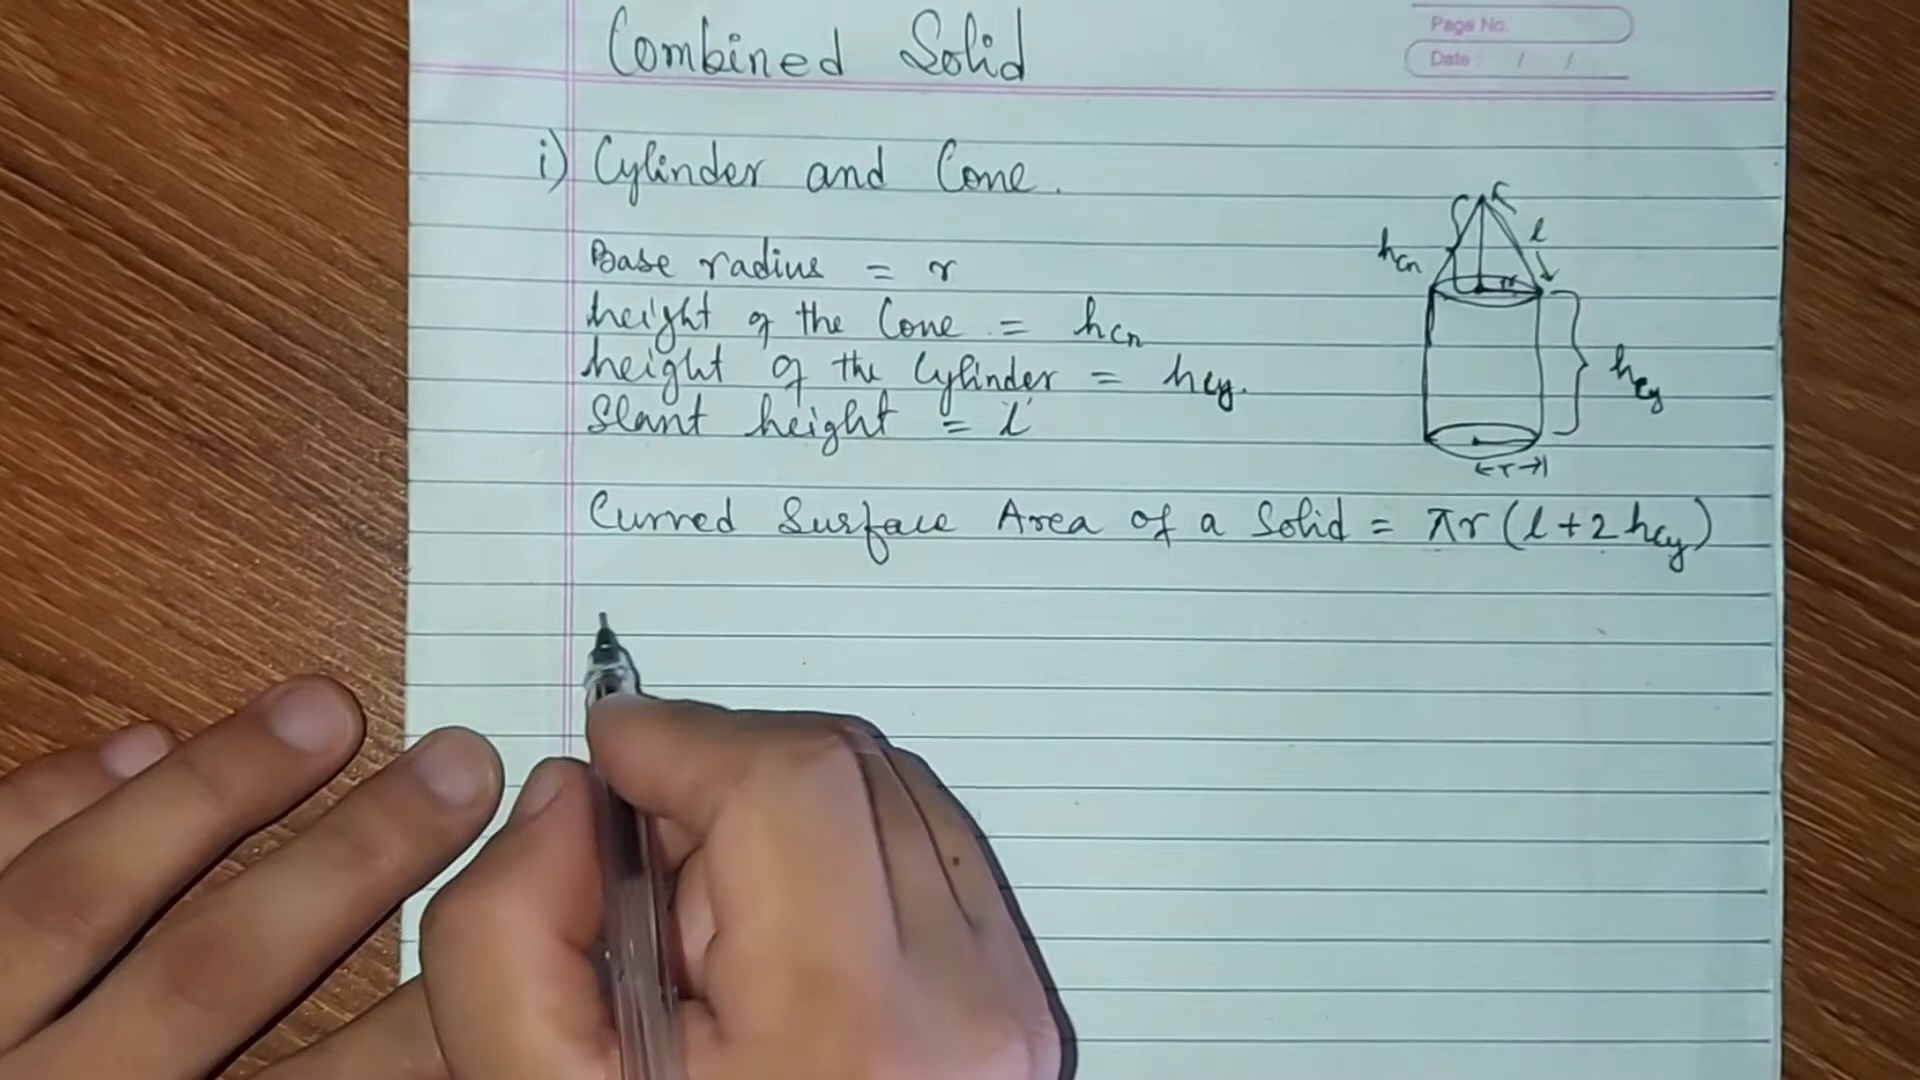 Page No.
Date : / /
Combined Solid
i) Cylinder and Cone.
Base radius = r
height of the Cone = hcn
height of the Cylinder = hcy.
Slant height = l
hcn
l
r
hcy
r
Curved Surface Area of a Solid = πr(l+2hcy)